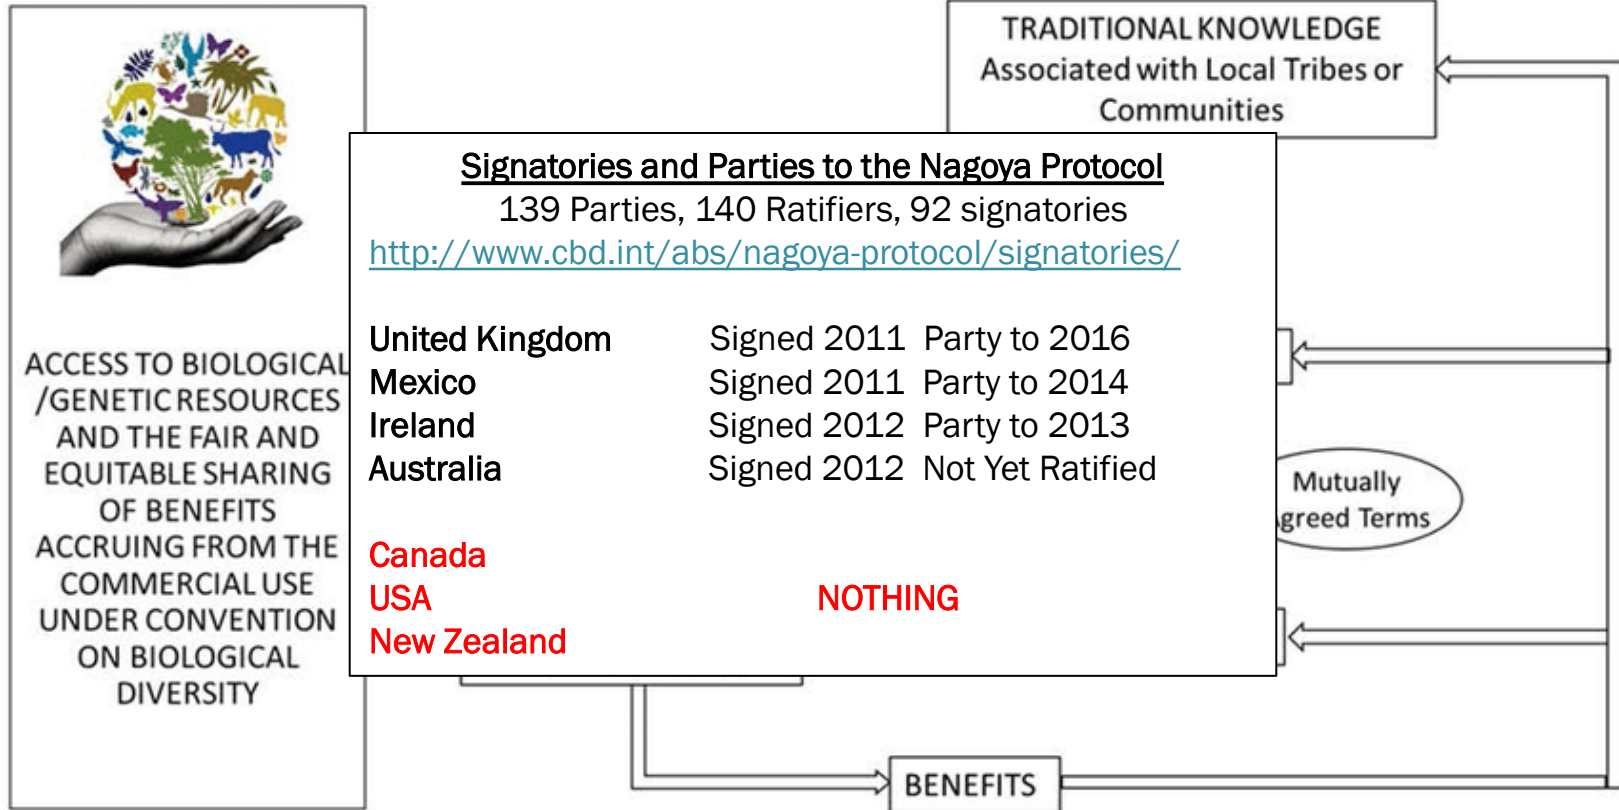 TRADITIONAL KNOWLEDGE
Associated with Local Tribes or
Communities
Signatories and Parties to the Nagoya Protocol
139 Parties, 140 Ratifiers, 92 signatories
http://www.cbd.int/abs/nagoya-protocol/signatories/
United Kingdom Signed 2011 Party to 2016
Mexico Signed 2011 Party to 2014
Ireland Signed 2012 Party to 2013
Australia Signed 2012 Not Yet Ratified
Canada
USA NOTHING
New Zealand
ACCESS TO BIOLOGICAL
/GENETIC RESOURCES
AND THE FAIR AND
EQUITABLE SHARING
OF BENEFITS
ACCRUING FROM THE
COMMERCIAL USE
UNDER CONVENTION
ON BIOLOGICAL
DIVERSITY
Mutually
greed Terms
BENEFITS